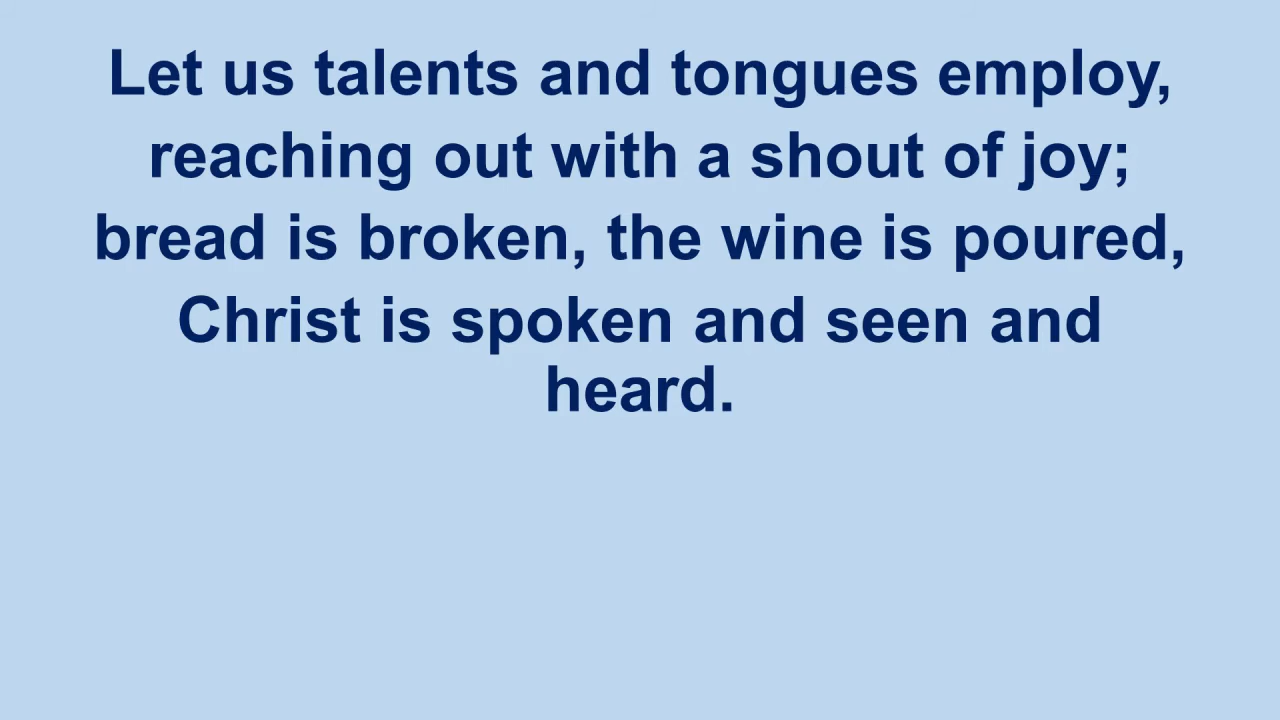 Let us talents and tongues employ,
reaching out with a shout of joy;
bread is broken, the wine is poured,
Christ is spoken and seen and
heard.